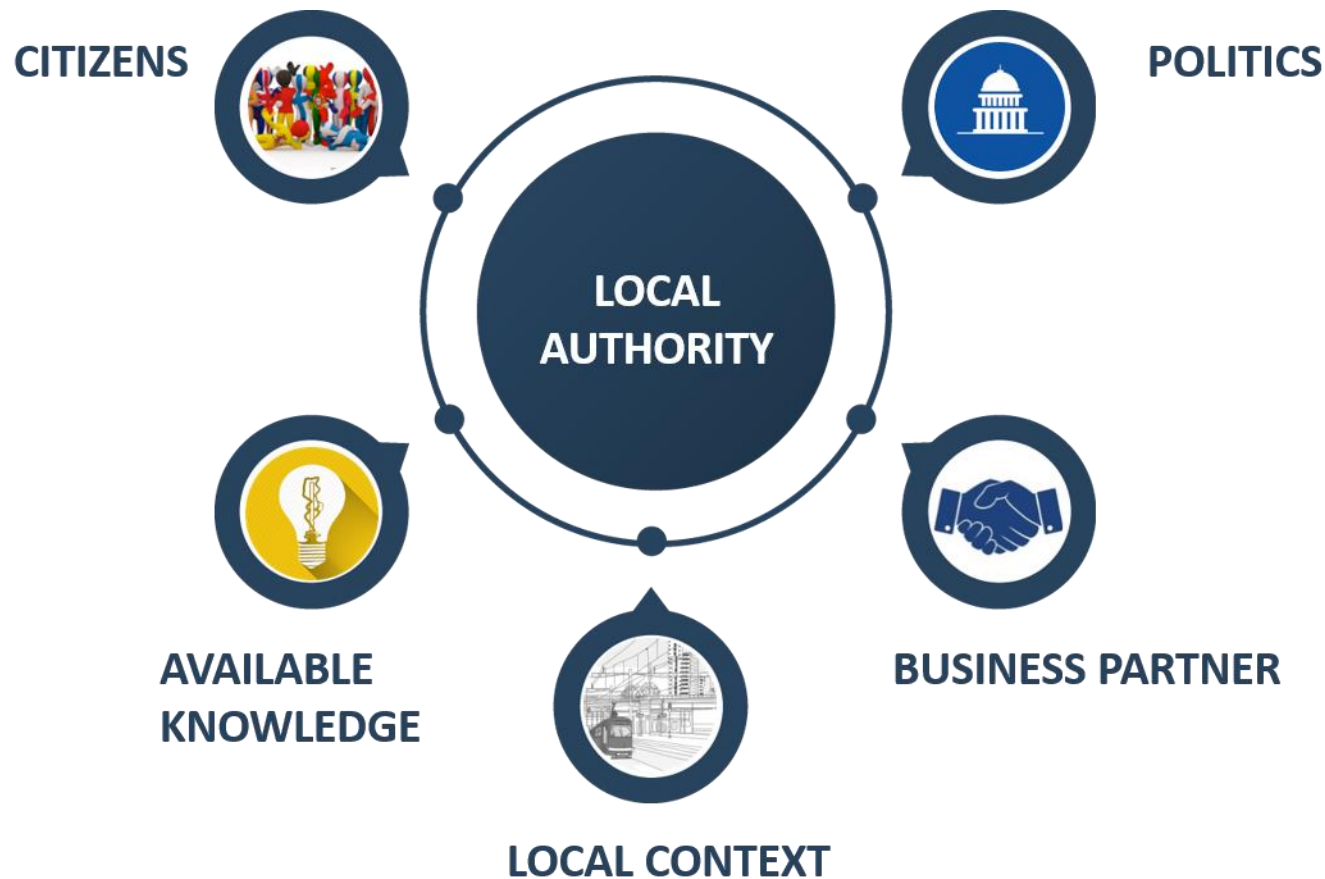 CITIZENS
POLITICS
LOCAL
AUTHORITY
AVAILABLE
KNOWLEDGE
BUSINESS PARTNER
LOCAL CONTEXT